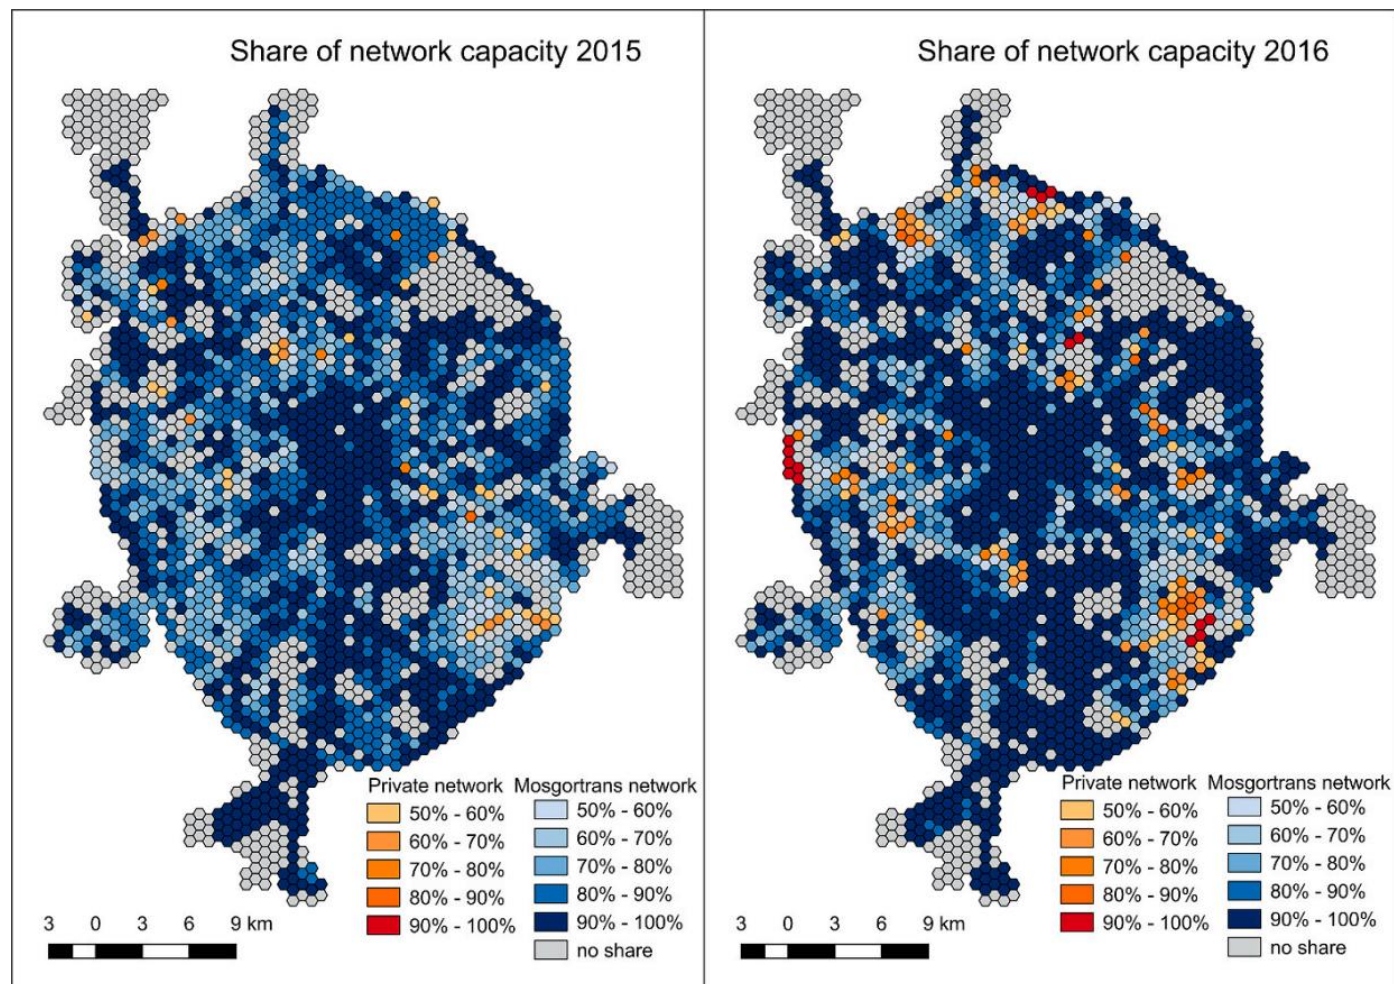 Share of network capacity 2015
Private network Mosgortrans network
50% - 60% 50% - 60%
60% - 70% 60% - 70%
70% - 80% 70% - 80%
80% - 90% 80% - 90%
90% - 100% 90% - 100%
no share
3 0 3 6 9 km
Share of network capacity 2016
Private network Mosgortrans network
50% - 60% 50% - 60%
60% - 70% 60% - 70%
70% - 80% 70% - 80%
80% - 90% 80% - 90%
90% - 100% 90% - 100%
no share
3 0 3 6 9 km